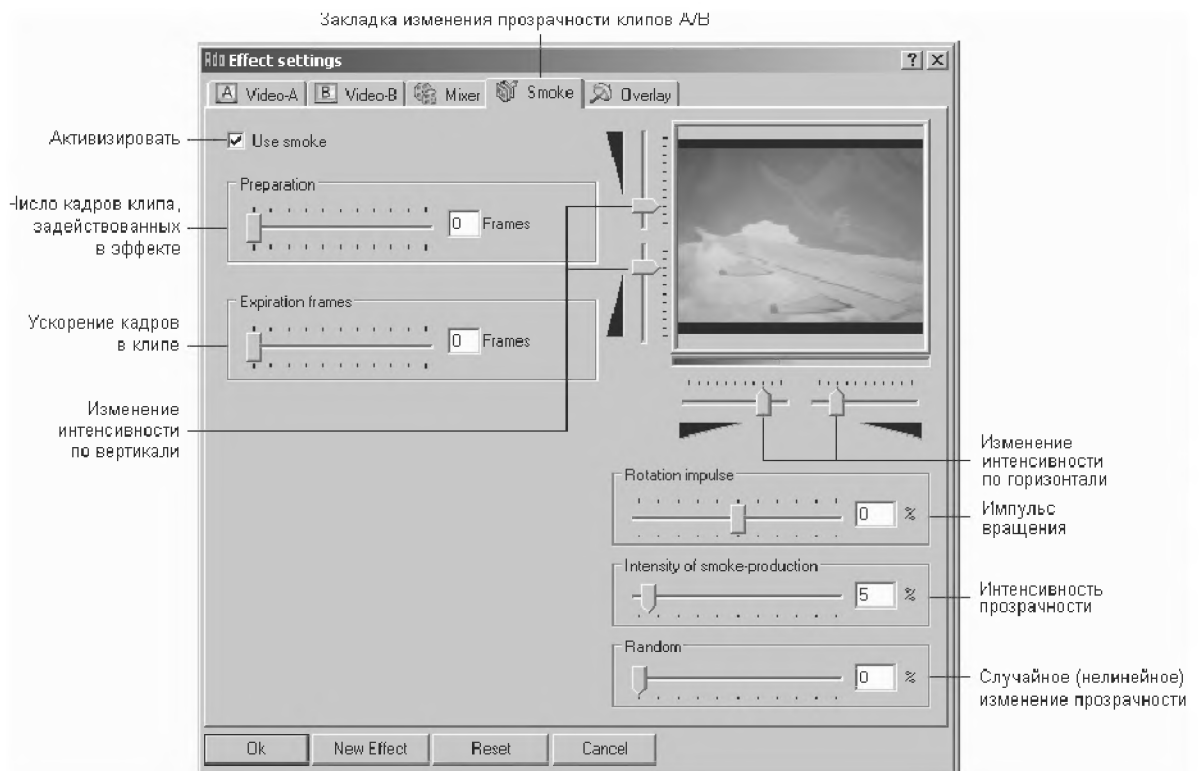 Закладка изменения прозрачности клипов А/В
Effect settings
A Video-A B Video-B Mixer Smoke Overlay
Активизировать
Use smoke
Preparation
Число кадров клипа,
задействованных
в эффекте
0 Frames
Expiration frames
Ускорение кадров
в клипе
0 Frames
Изменение
интенсивности
по вертикали
Изменение
интенсивности
по горизонтали
Rotation impulse
0 %
Импульс
вращения
Intensity of smoke-production
5 %
Интенсивность
прозрачности
Random
0 %
Случайное (нелинейное)
изменение прозрачности
Ok New Effect Reset Cancel